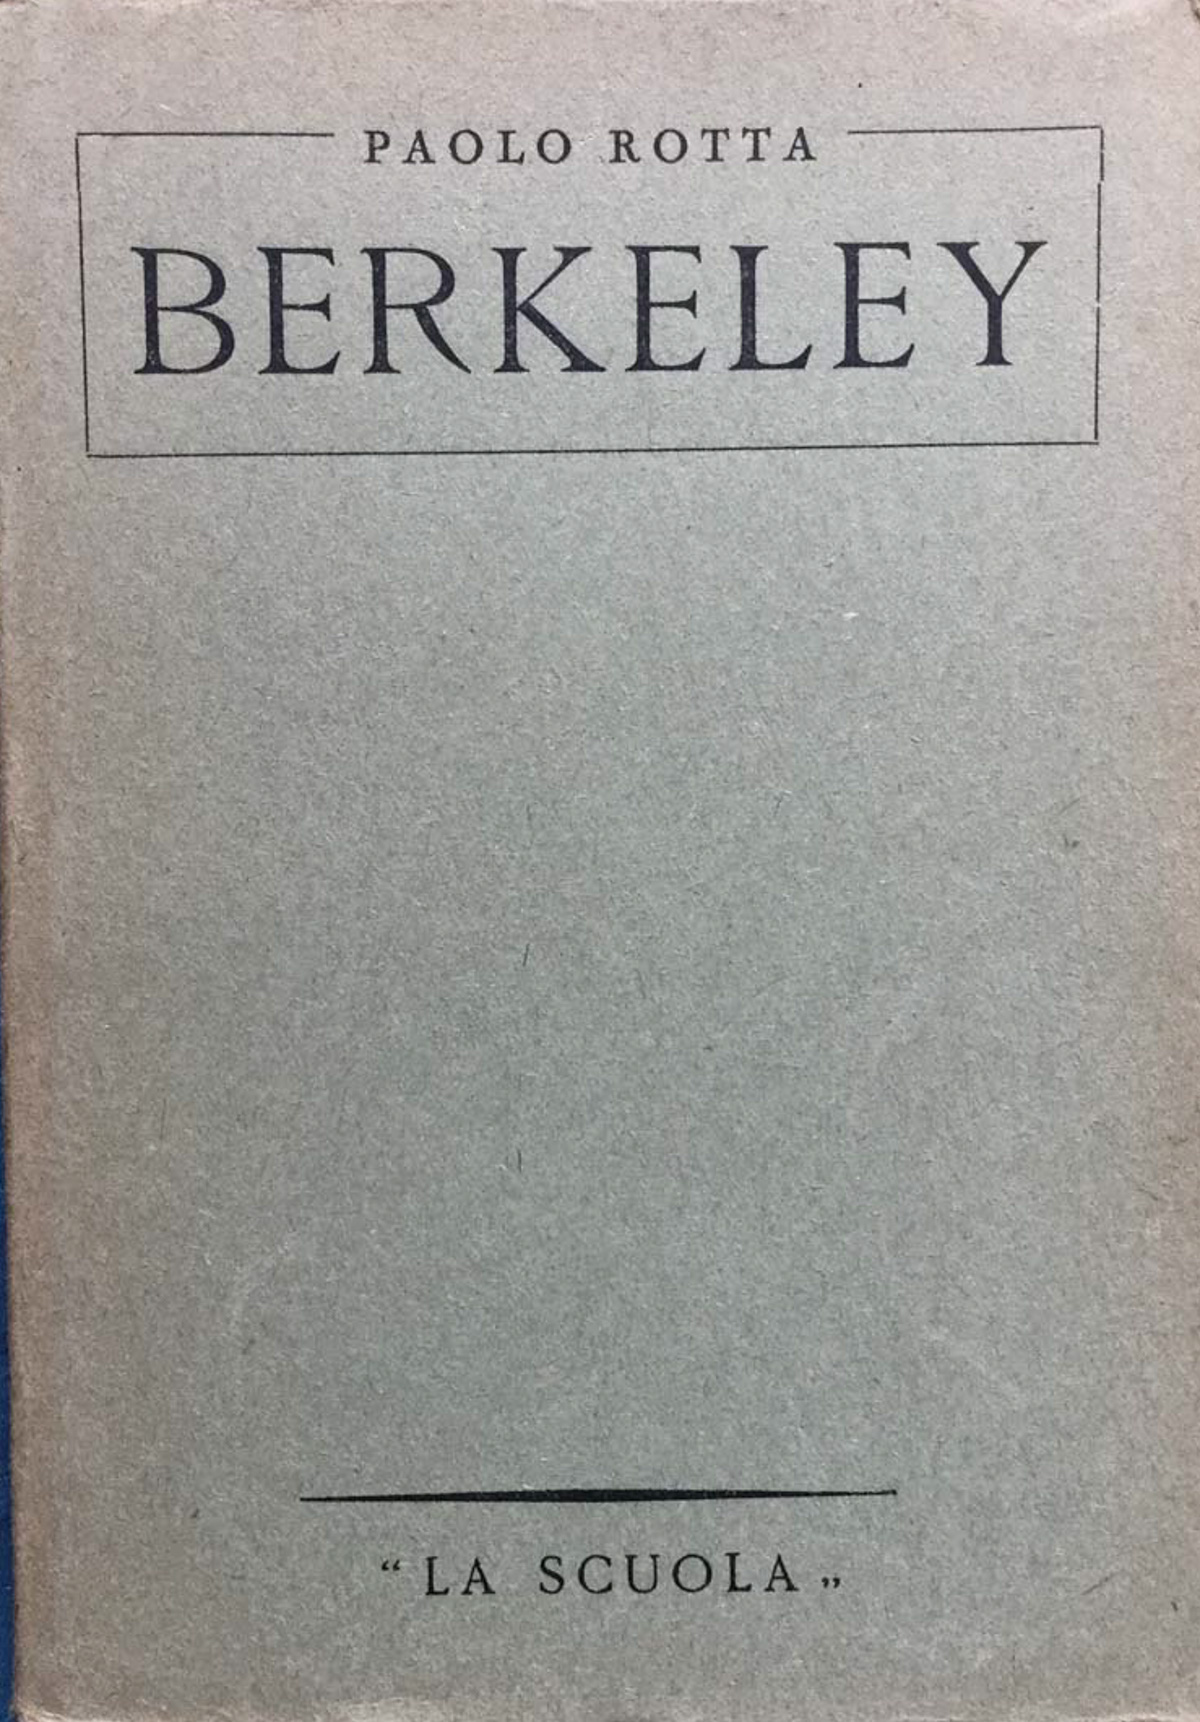 PAOLO ROTTA
BERKELEY
“ LA SCUOLA „